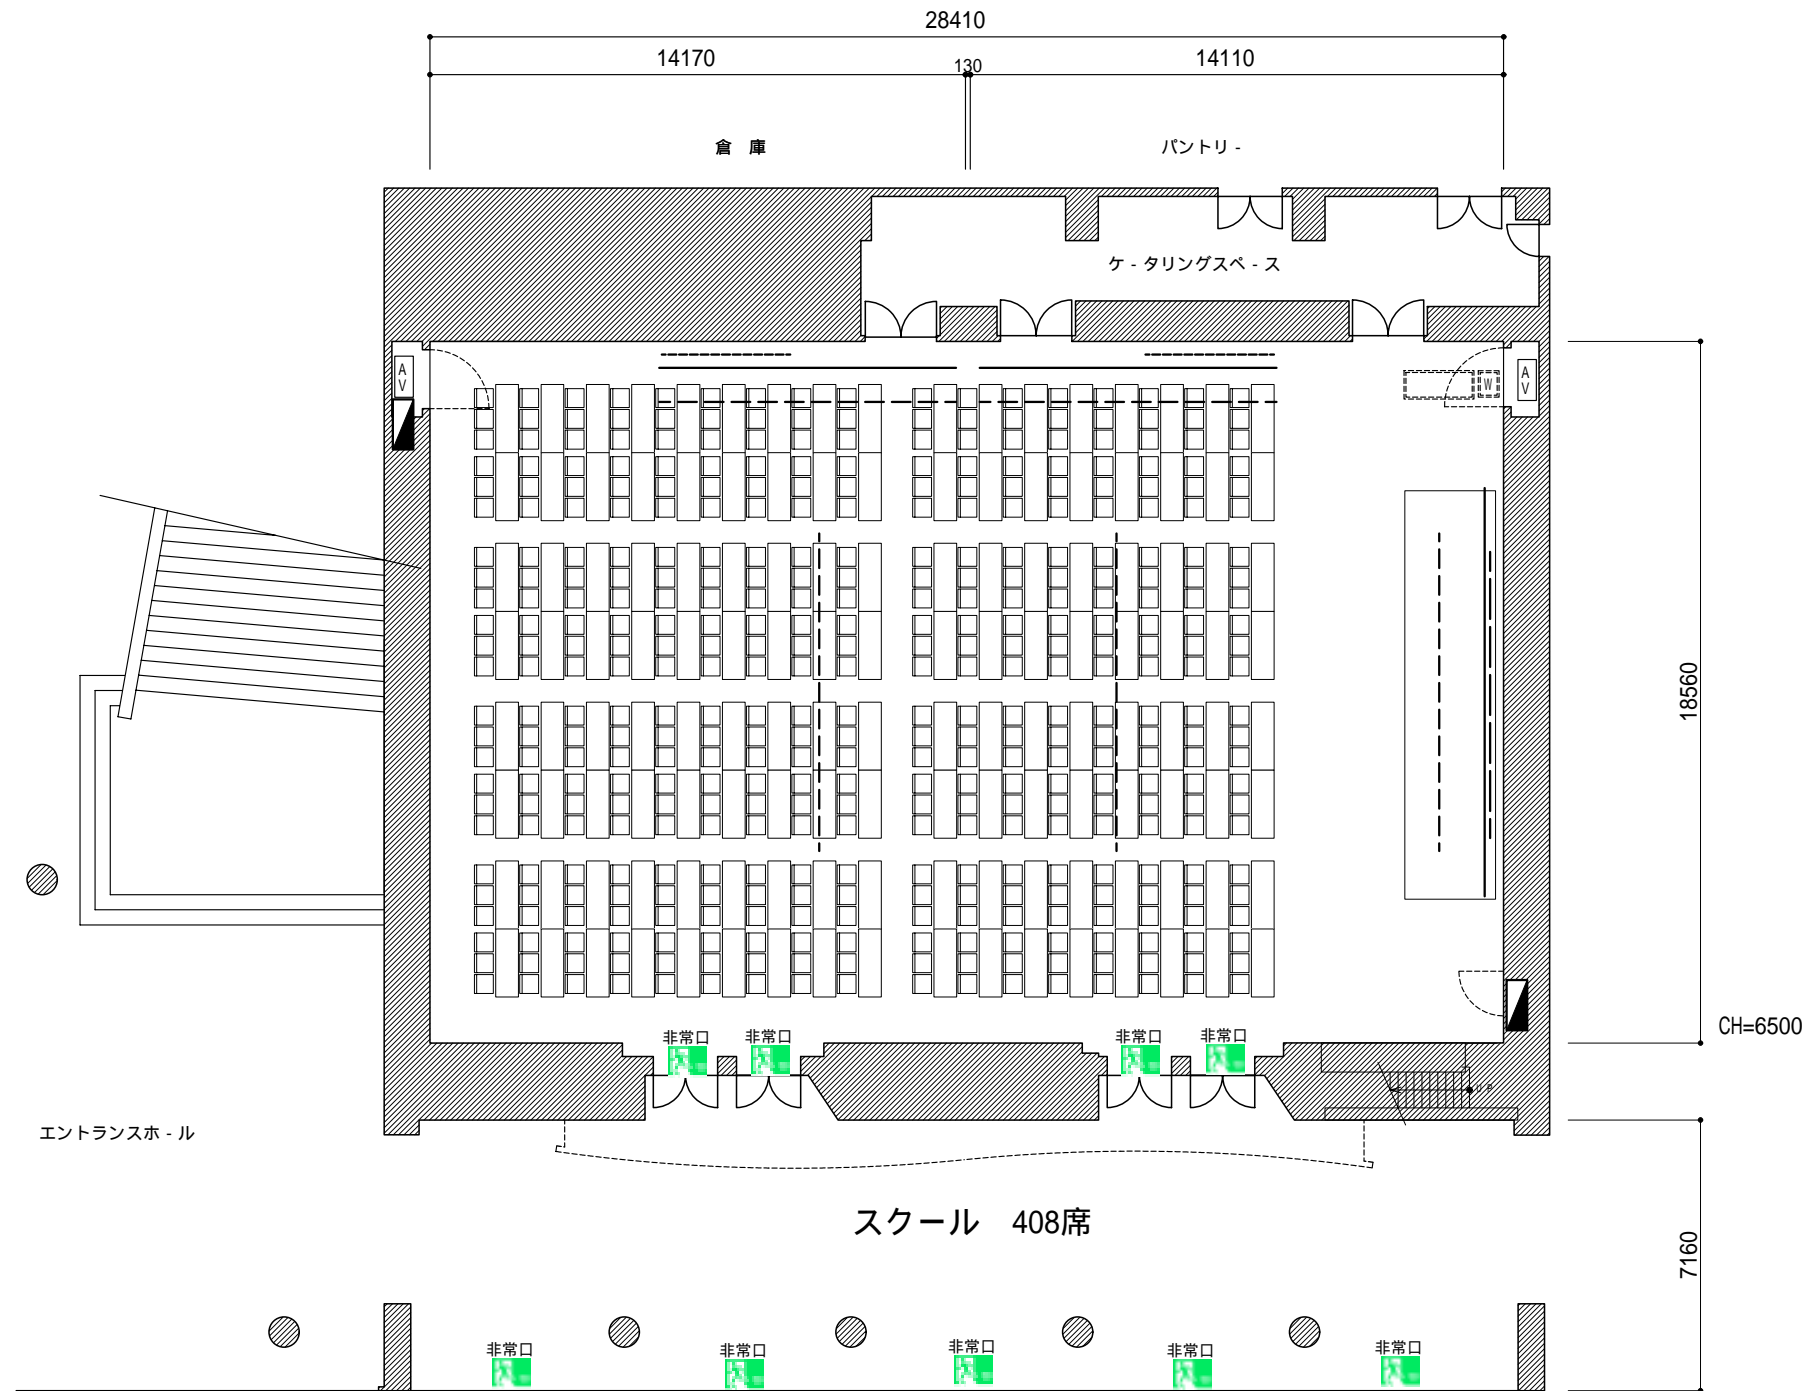 28410
14170
130
14110
倉 庫
パントリ -
ケ - タリングスペ - ス
A
V
W
A
V
18560
CH=6500
非常口
非常口
非常口
非常口
UP
エントランスホ - ル
スクール 408席
7160
非常口
非常口
非常口
非常口
非常口